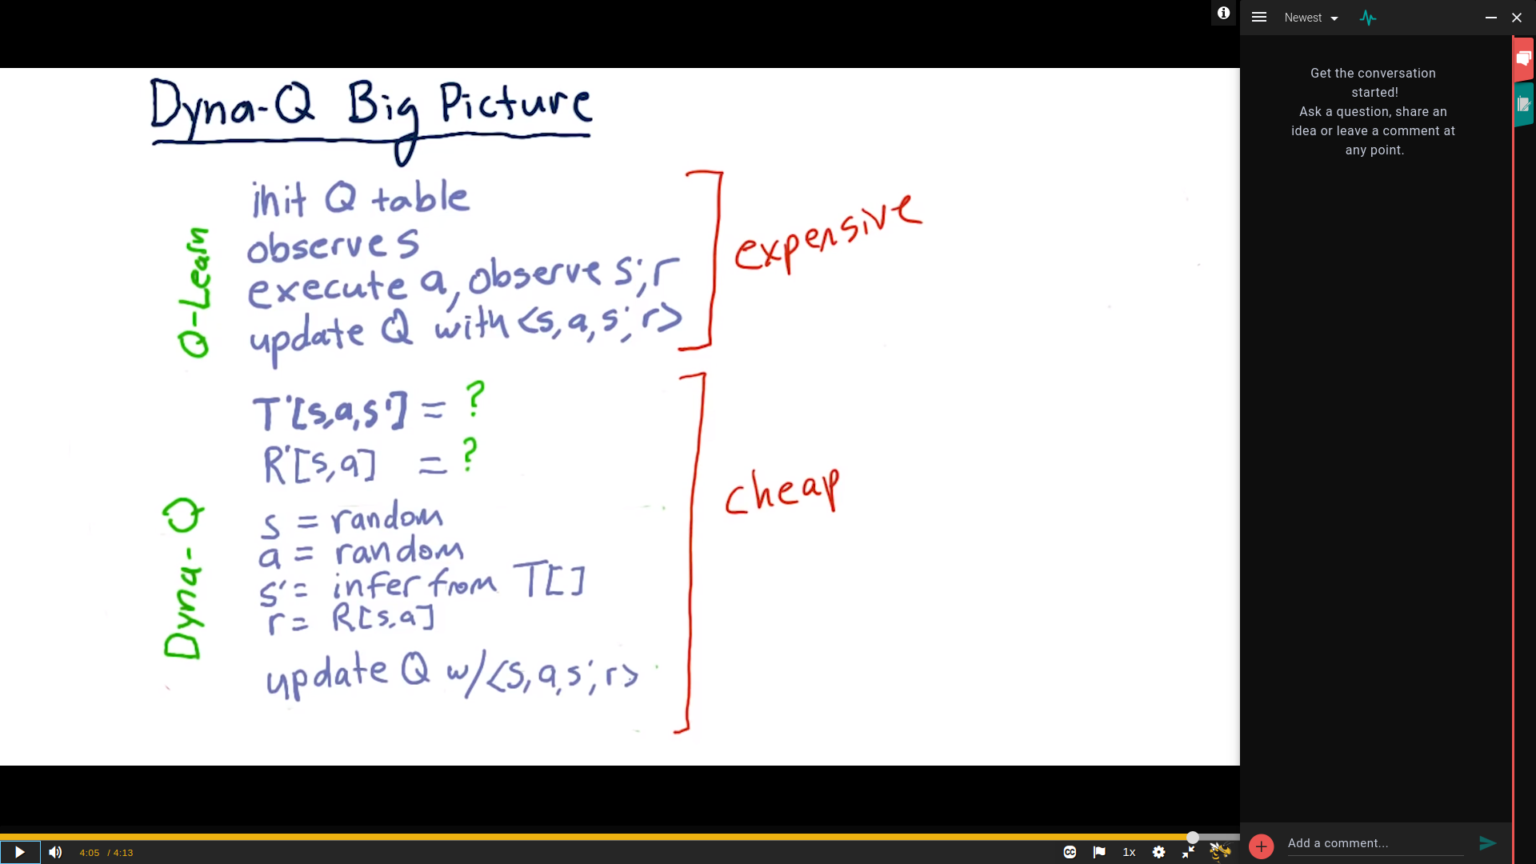 Dyna-Q Big Picture
Q-Learn
init Q table
observe s
execute a, observe s', r
update Q with <s, a, s', r>
expensive
Dyna-Q
T'[s,a,s'] = ?
R'[s,a] = ?
s = random
a = random
s' = infer from T[]
r = R[s,a]
update Q w/<s, a, s', r>
cheap
4:05 / 4:13
CC
1x
Newest
Get the conversation
started!
Ask a question, share an
idea or leave a comment at
any point.
Add a comment...